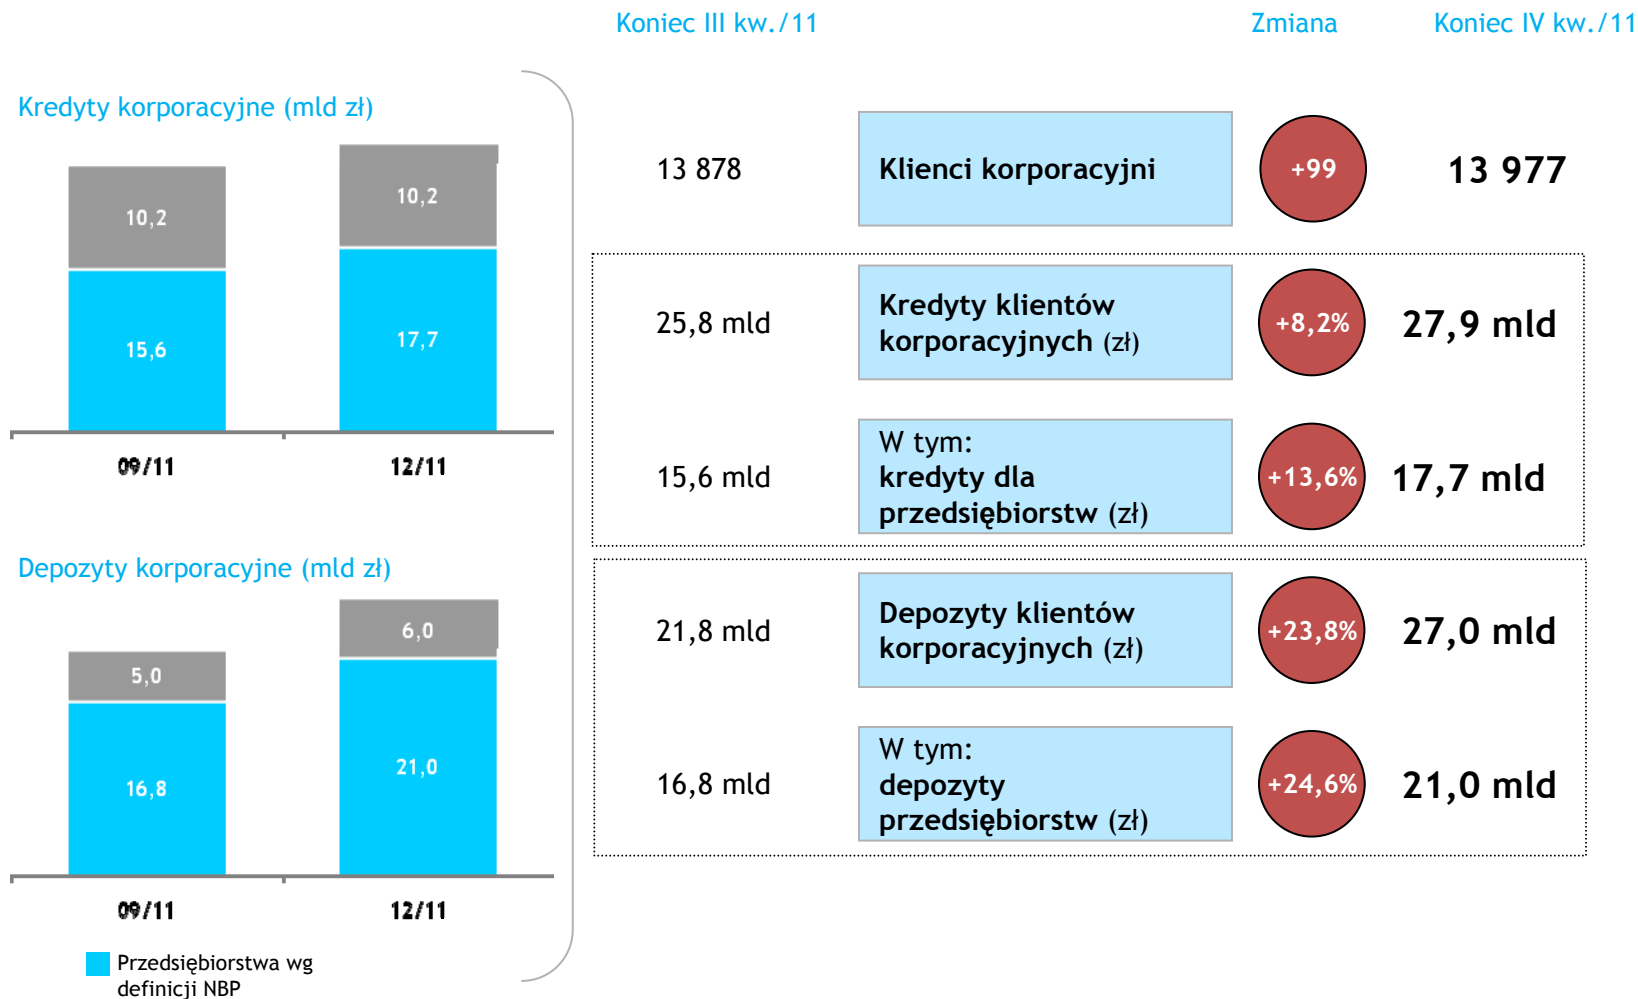 Koniec III kw./11
Zmiana
Koniec IV kw./11
Kredyty korporacyjne (mld zł)
10,2
15,6
10,2
17,7
09/11
12/11
Depozyty korporacyjne (mld zł)
5,0
16,8
6,0
21,0
09/11
12/11
Przedsiębiorstwa wg
definicji NBP
13 878
Klienci korporacyjni
+99
13 977
25,8 mld
Kredyty klientów
korporacyjnych (zł)
+8,2%
27,9 mld
15,6 mld
W tym:
kredyty dla
przedsiębiorstw (zł)
+13,6%
17,7 mld
21,8 mld
Depozyty klientów
korporacyjnych (zł)
+23,8%
27,0 mld
16,8 mld
W tym:
depozyty
przedsiębiorstw (zł)
+24,6%
21,0 mld